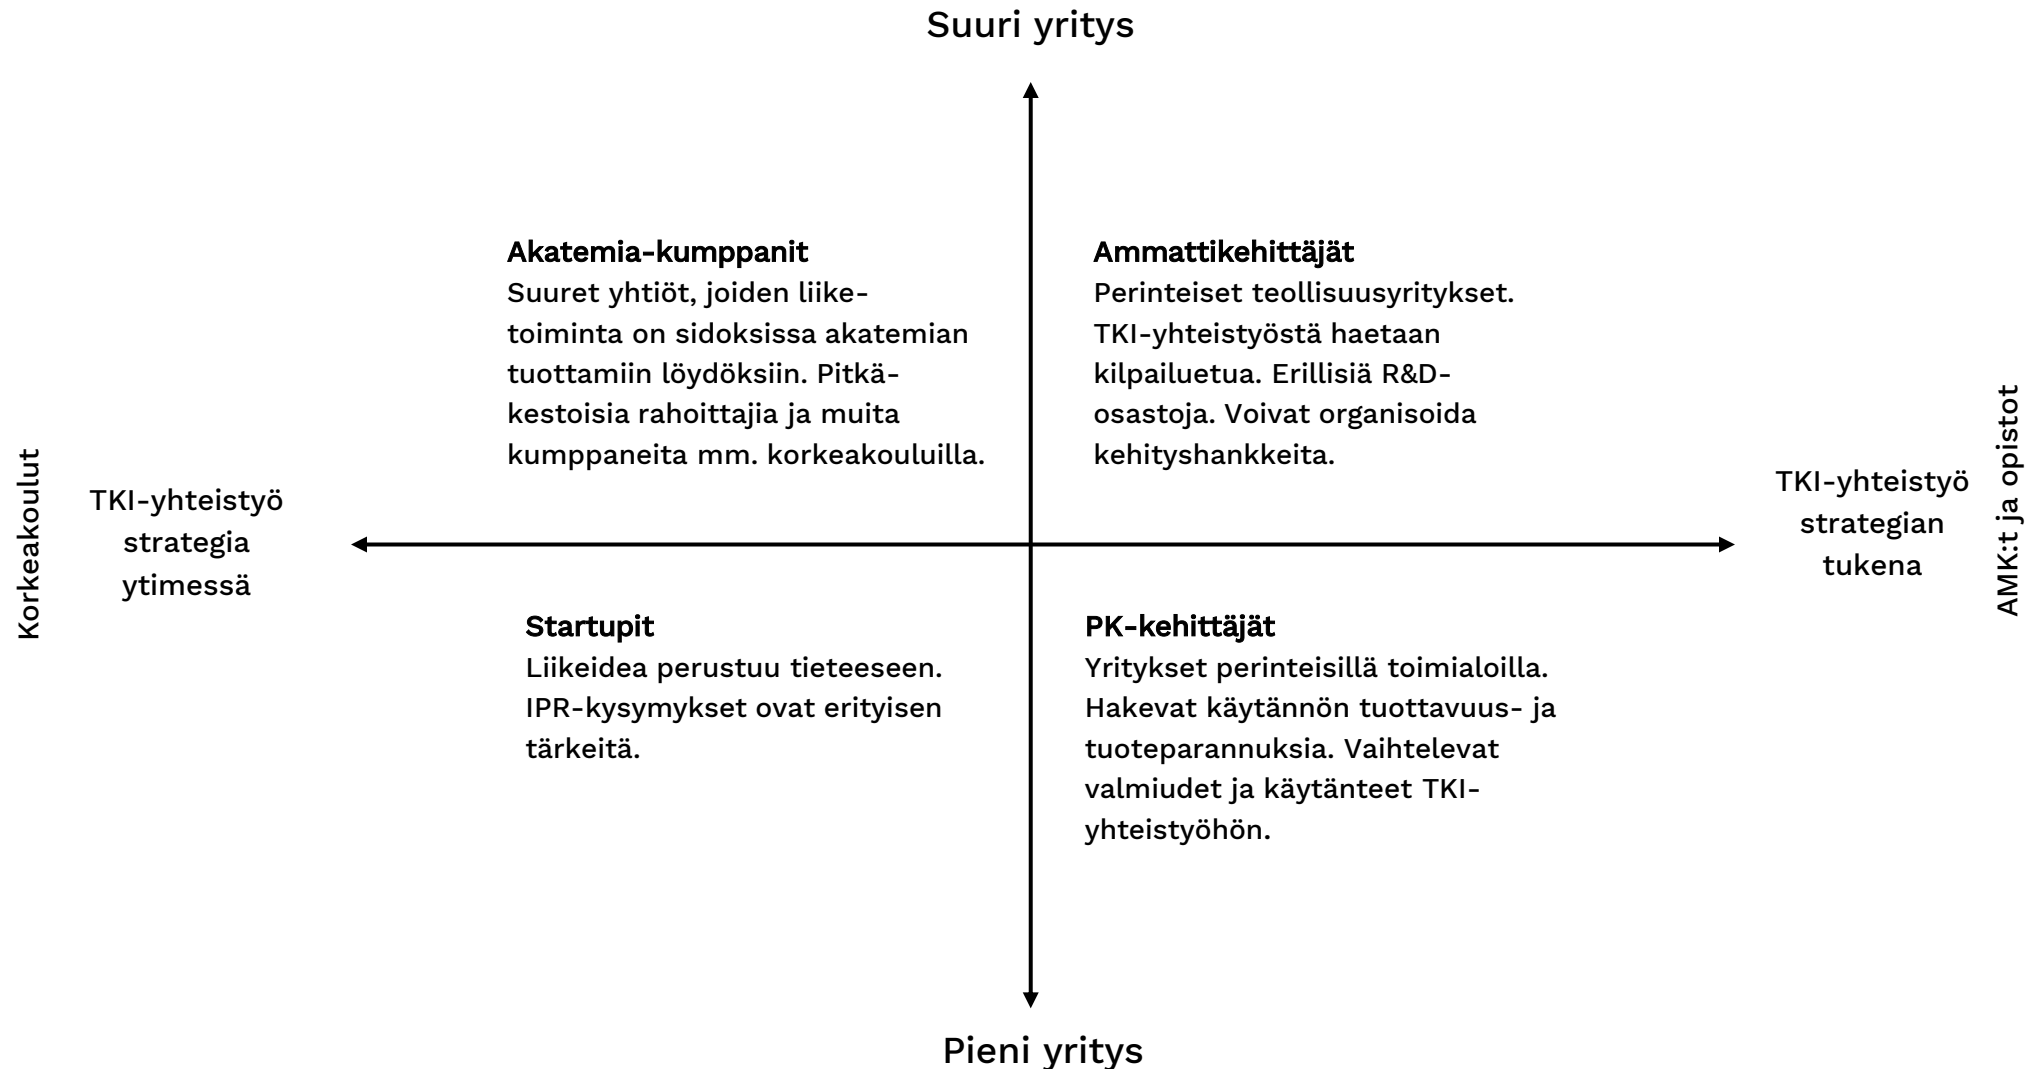 Suuri yritys
Akatemia-kumppanit
Suuret yhtiöt, joiden liike-
toiminta on sidoksissa akatemian
tuottamiin löydöksiin. Pitkä-
kestoisia rahoittajia ja muita
kumppaneita mm. korkeakouluilla.
Ammattikehittäjät
Perinteiset teollisuusyritykset.
TKI-yhteistyöstä haetaan
kilpailuetua. Erillisiä R&D-
osastoja. Voivat organisoida
kehityshankkeita.
Korkeakoulut
TKI-yhteistyö
strategia
ytimessä
TKI-yhteistyö
strategian
tukena
AMK:t ja opistot
Startupit
Liikeidea perustuu tieteeseen.
IPR-kysymykset ovat erityisen
tärkeitä.
PK-kehittäjät
Yritykset perinteisillä toimialoilla.
Hakevat käytännön tuottavuus- ja
tuoteparannuksia. Vaihtelevat
valmiudet ja käytänteet TKI-
yhteistyöhön.
Pieni yritys